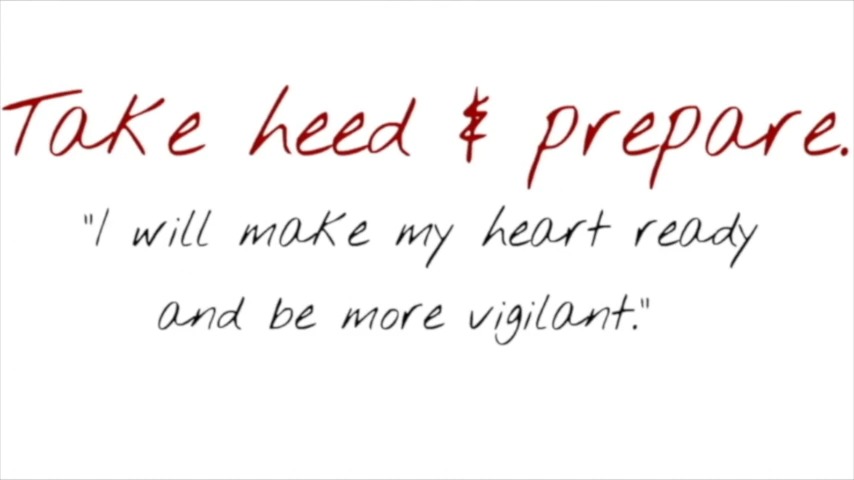 Take heed & prepare.
"I will make my heart ready
and be more vigilant."